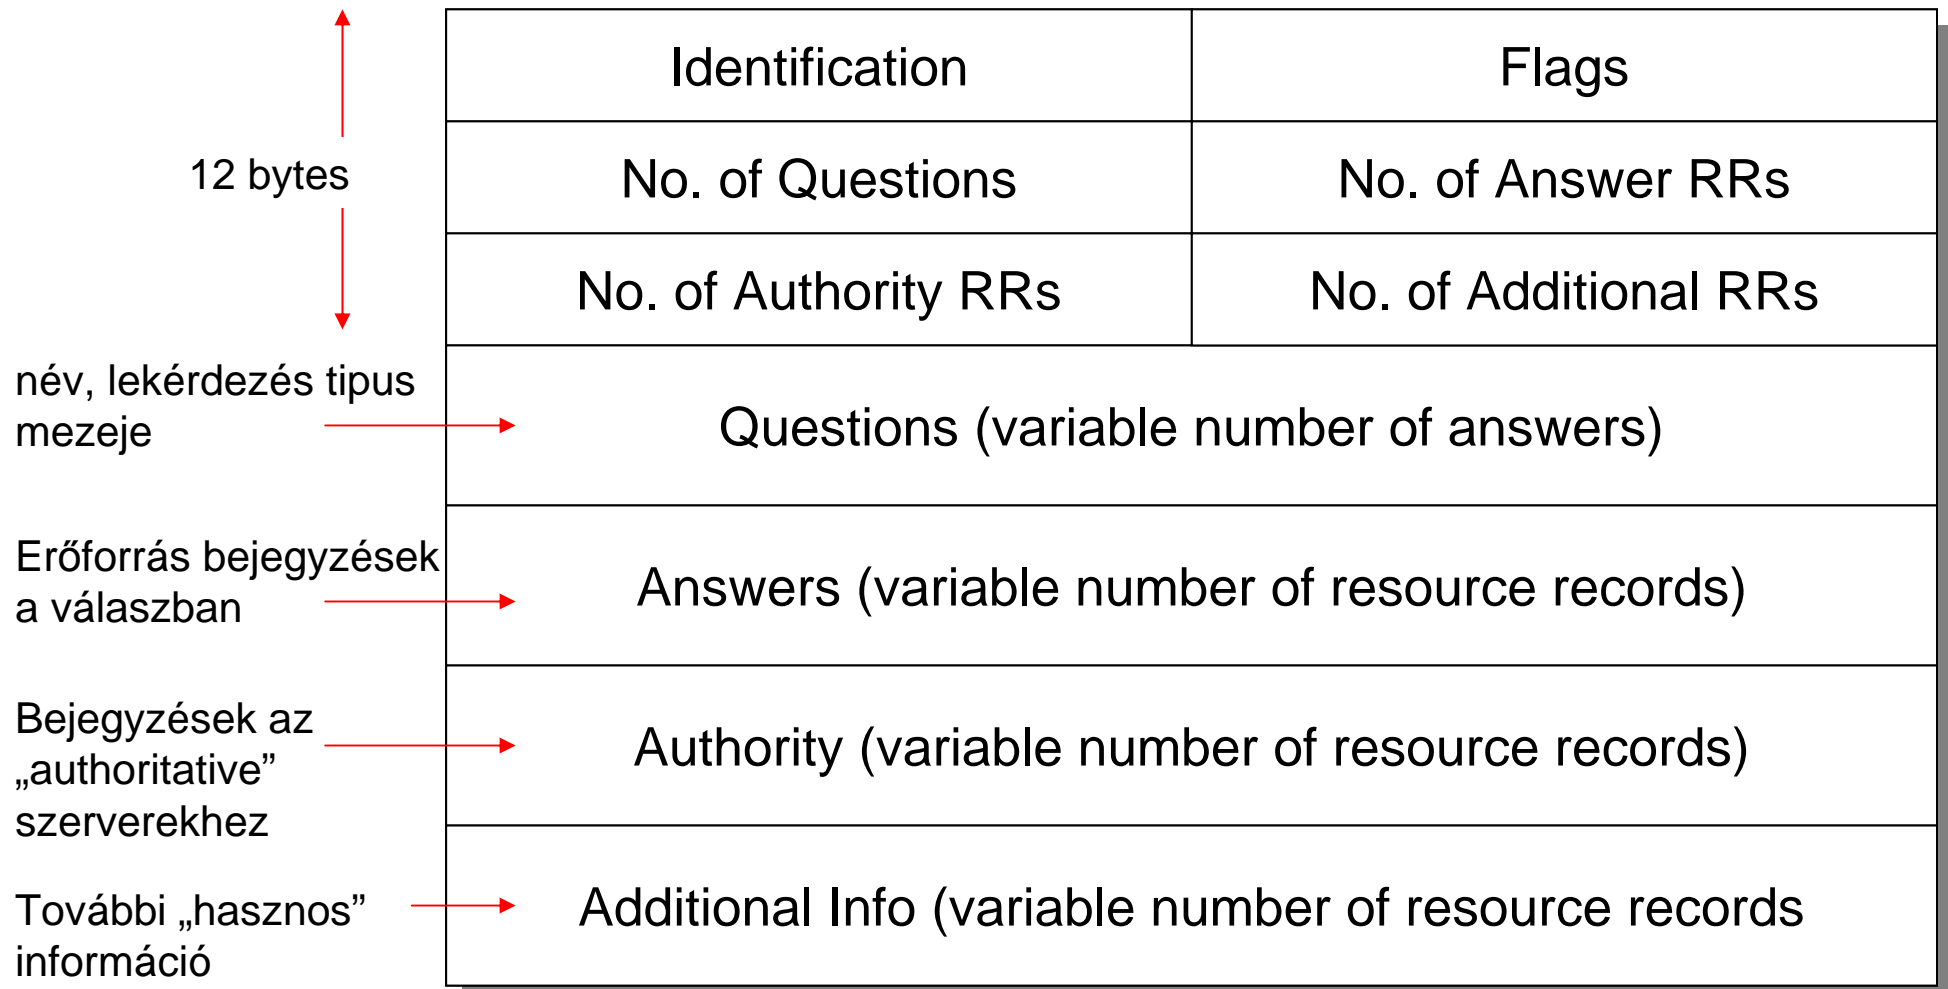 Identification
Flags
12 bytes
No. of Questions
No. of Answer RRs
No. of Authority RRs
No. of Additional RRs
név, lekérdezés tipus
mezeje
Questions (variable number of answers)
Erőforrás bejegyzések
a válaszban
Answers (variable number of resource records)
Bejegyzések az
„authoritative”
szerverekhez
Authority (variable number of resource records)
További „hasznos”
információ
Additional Info (variable number of resource records